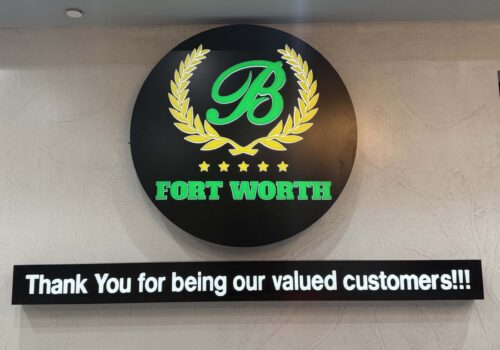 B
FORT WORTH
Thank You for being our valued customers!!!